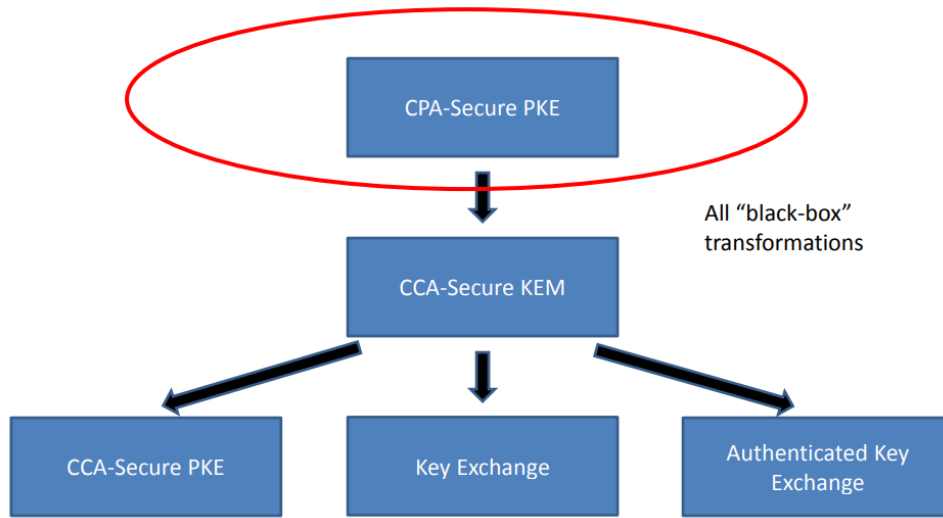 CPA-Secure PKE
All “black-box”
transformations
CCA-Secure KEM
CCA-Secure PKE
Key Exchange
Authenticated Key
Exchange